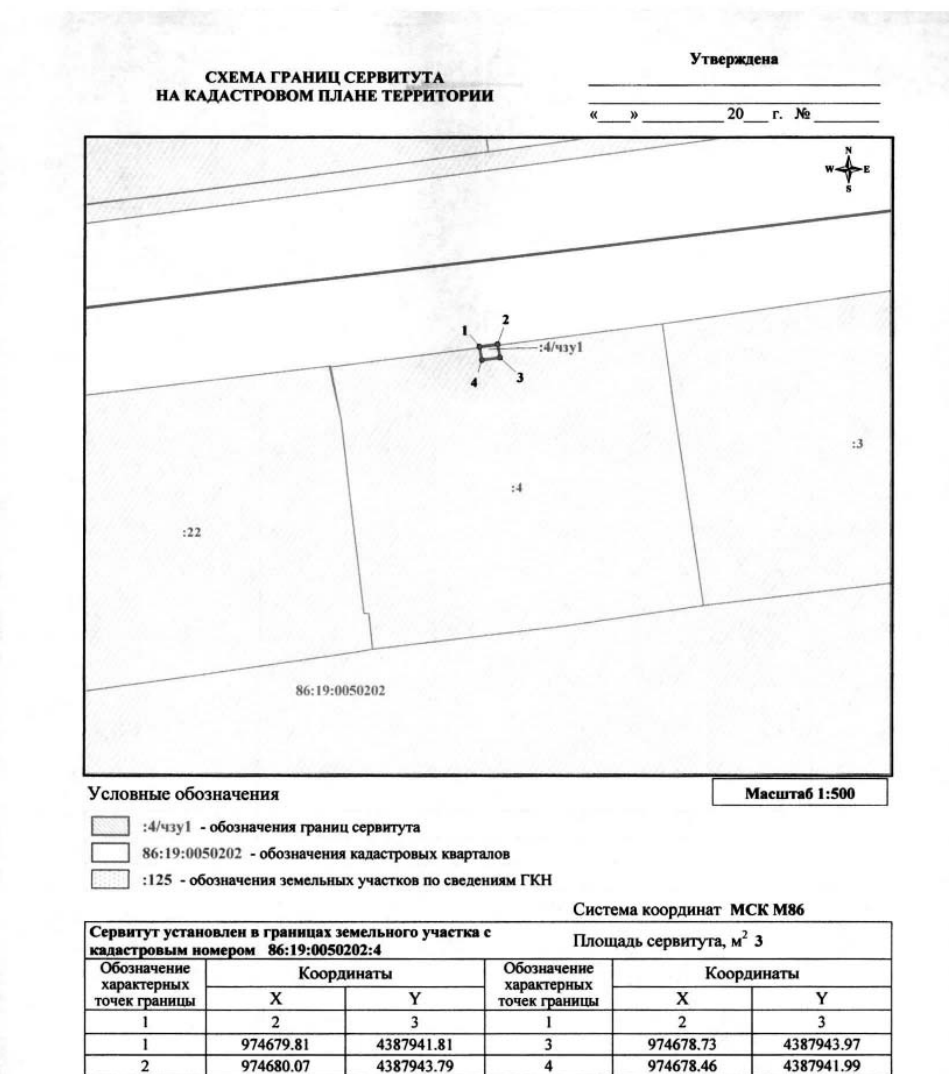 Утверждена
СХЕМА ГРАНИЦ СЕРВИТУТА
НА КАДАСТРОВОМ ПЛАНЕ ТЕРРИТОРИИ
«___» __________ 20___ г. № ________
N
W E
S
1
2
:4/чзу1
4
3
:3
:4
:22
86:19:0050202
Условные обозначения
Масштаб 1:500
:4/чзу1 - обозначения границ сервитута
86:19:0050202 - обозначения кадастровых кварталов
:125 - обозначения земельных участков по сведениям ГКН
Система координат МСК М86
Сервитут установлен в границах земельного участка с
кадастровым номером 86:19:0050202:4
Площадь сервитута, м² 3
Обозначение
характерных
точек границы
Координаты
Обозначение
характерных
точек границы
Координаты
X Y X Y
1 2 3 1 2 3
1 974679.81 4387941.81 3 974678.73 4387943.97
2 974680.07 4387943.79 4 974678.46 4387941.99